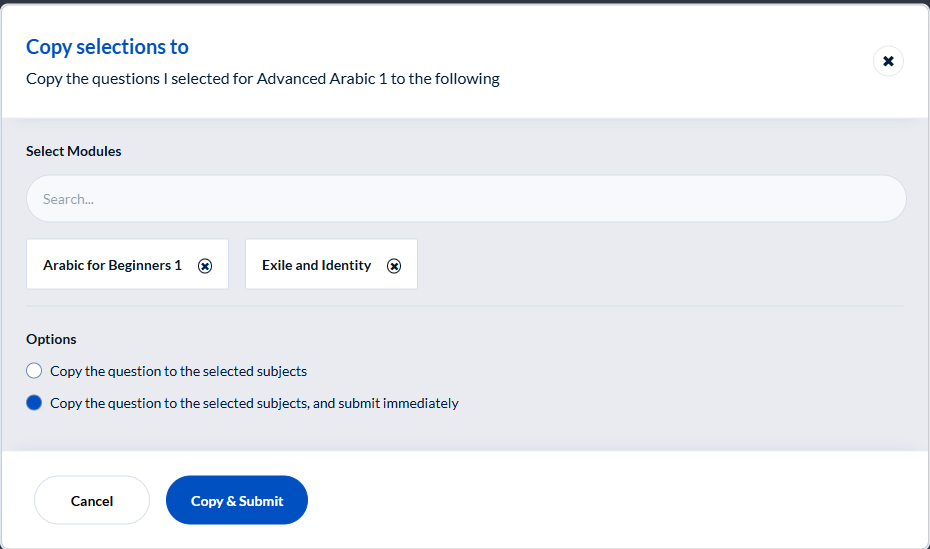 Copy selections to
Copy the questions I selected for Advanced Arabic 1 to the following
Select Modules
Search...
Arabic for Beginners 1
Exile and Identity
Options
Copy the question to the selected subjects
Copy the question to the selected subjects, and submit immediately
Cancel
Copy & Submit